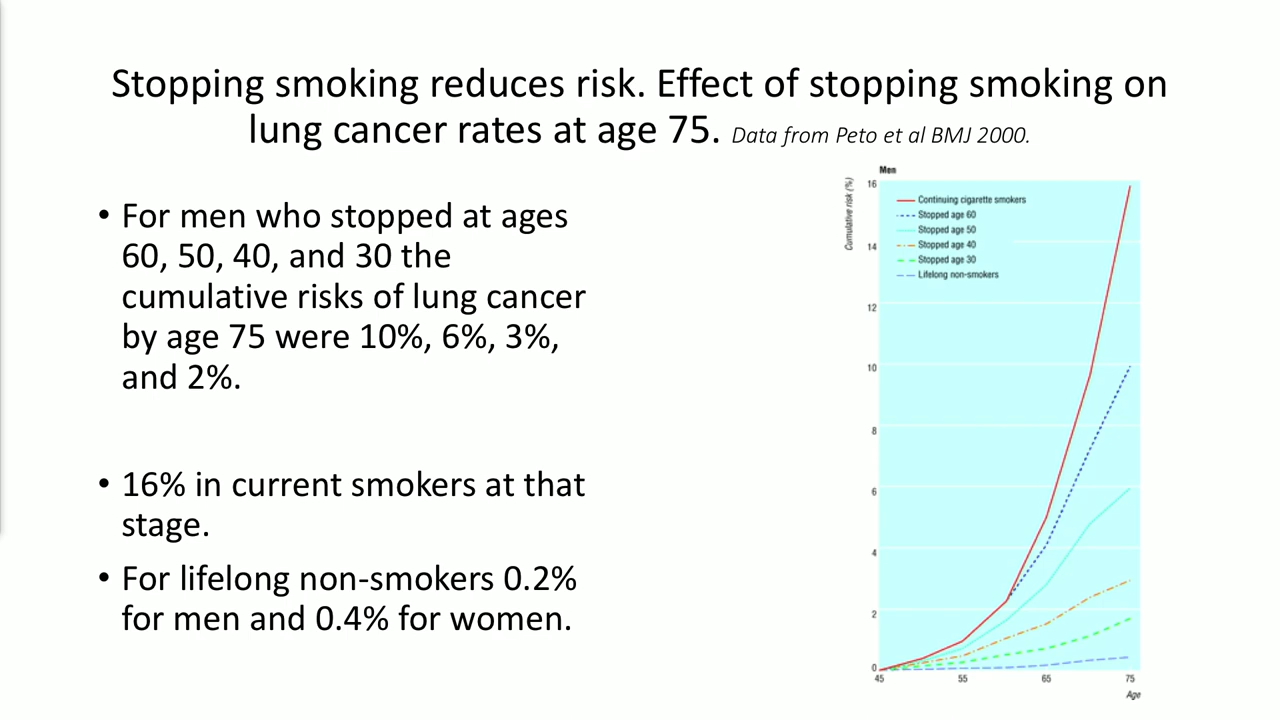 Stopping smoking reduces risk. Effect of stopping smoking on
lung cancer rates at age 75. Data from Peto et al BMJ 2000.
• For men who stopped at ages
60, 50, 40, and 30 the
cumulative risks of lung cancer
by age 75 were 10%, 6%, 3%,
and 2%.
• 16% in current smokers at that
stage.
• For lifelong non-smokers 0.2%
for men and 0.4% for women.
Men
Cumulative risk (%)
16
14
12
10
8
6
4
2
0
Continuing cigarette smokers
Stopped age 60
Stopped age 50
Stopped age 40
Stopped age 30
Lifelong non-smokers
45 55 65 75
Age